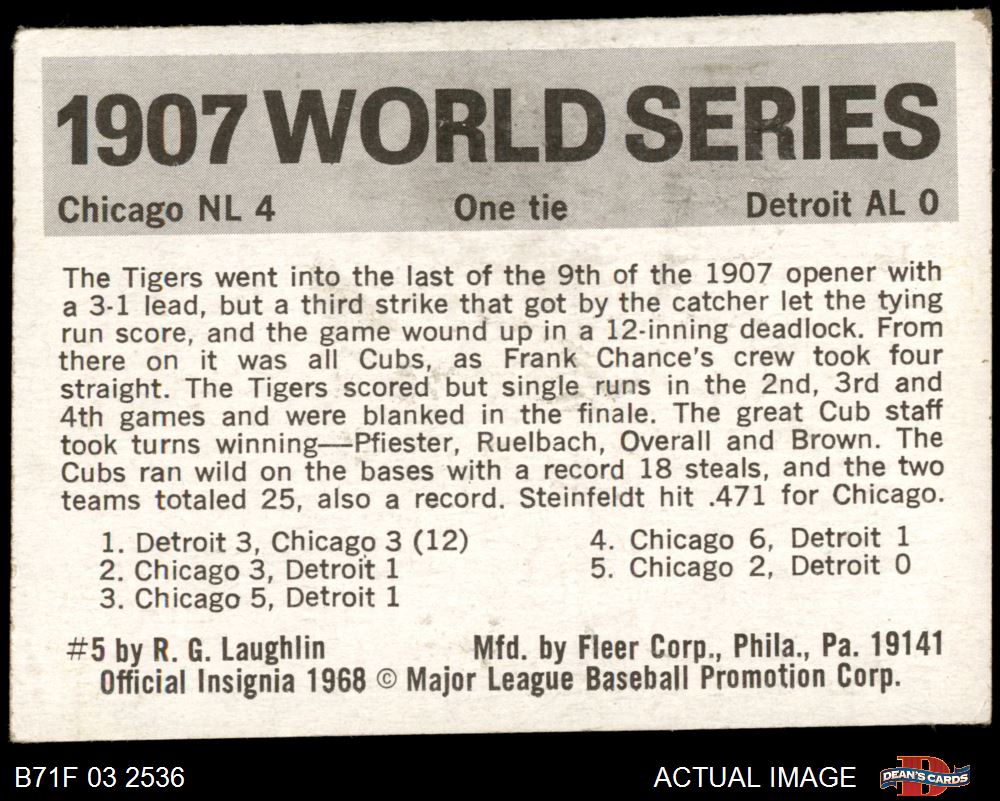 1907 WORLD SERIES
Chicago NL 4 One tie Detroit AL 0
The Tigers went into the last of the 9th of the 1907 opener with
a 3-1 lead, but a third strike that got by the catcher let the tying
run score, and the game wound up in a 12-inning deadlock. From
there on it was all Cubs, as Frank Chance's crew took four
straight. The Tigers scored but single runs in the 2nd, 3rd and
4th games and were blanked in the finale. The great Cub staff
took turns winning—Pfiester, Ruelbach, Overall and Brown. The
Cubs ran wild on the bases with a record 18 steals, and the two
teams totaled 25, also a record. Steinfeldt hit .471 for Chicago.
1. Detroit 3, Chicago 3 (12)
2. Chicago 3, Detroit 1
3. Chicago 5, Detroit 1
4. Chicago 6, Detroit 1
5. Chicago 2, Detroit 0
#5 by R. G. Laughlin Mfd. by Fleer Corp., Phila., Pa. 19141
Official Insignia 1968 © Major League Baseball Promotion Corp.
B71F 03 2536 ACTUAL IMAGE D DEAN'S CARDS